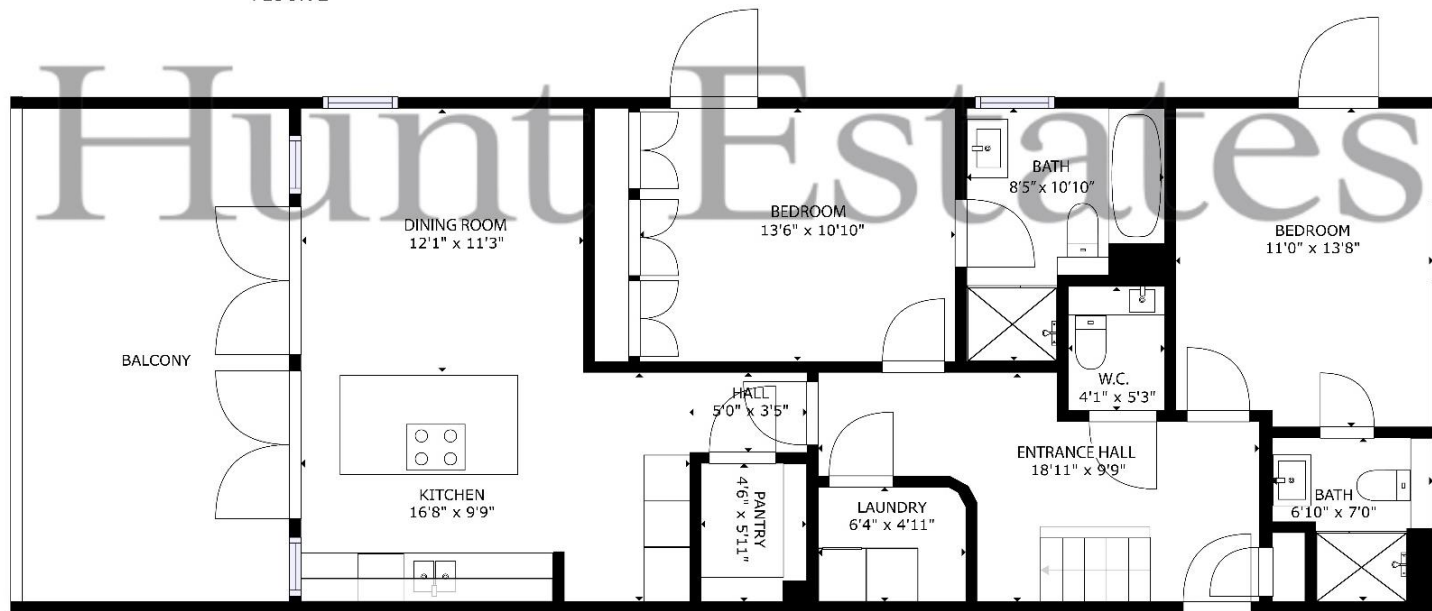 Hunt Estates
DINING ROOM
12'1" x 11'3"
BEDROOM
13'6" x 10'10"
BATH
8'5" x 10'10"
BEDROOM
11'0" x 13'8"
BALCONY
HALL
5'0" x 3'5"
W.C.
4'1" x 5'3"
KITCHEN
16'8" x 9'9"
PANTRY
4'6" x 5'11"
LAUNDRY
6'4" x 4'11"
ENTRANCE HALL
18'11" x 9'9"
BATH
6'10" x 7'0"